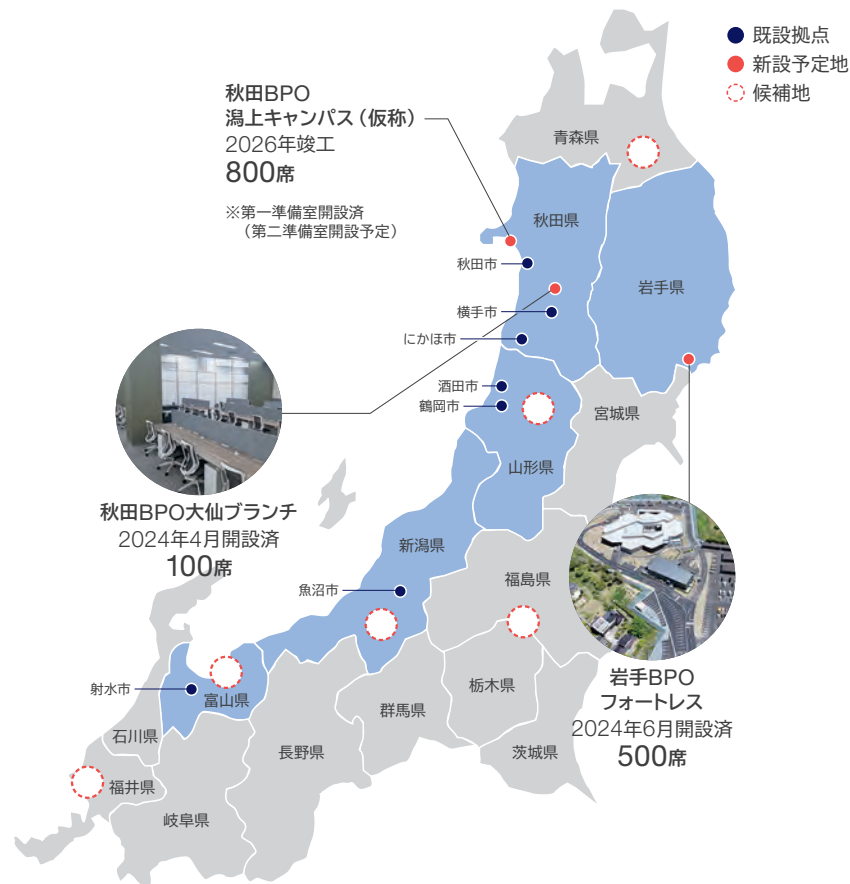 既設拠点
新設予定地
候補地
秋田BPO
潟上キャンパス（仮称）
2026年竣工
800席
※第一準備室開設済
（第二準備室開設予定）
青森県
秋田県
岩手県
秋田市
横手市
にかほ市
酒田市
鶴岡市
宮城県
山形県
秋田BPO大仙ブランチ
2024年4月開設済
100席
新潟県
福島県
魚沼市
岩手BPO
フォートレス
2024年6月開設済
500席
射水市
富山県
栃木県
群馬県
石川県
長野県
茨城県
福井県
岐阜県